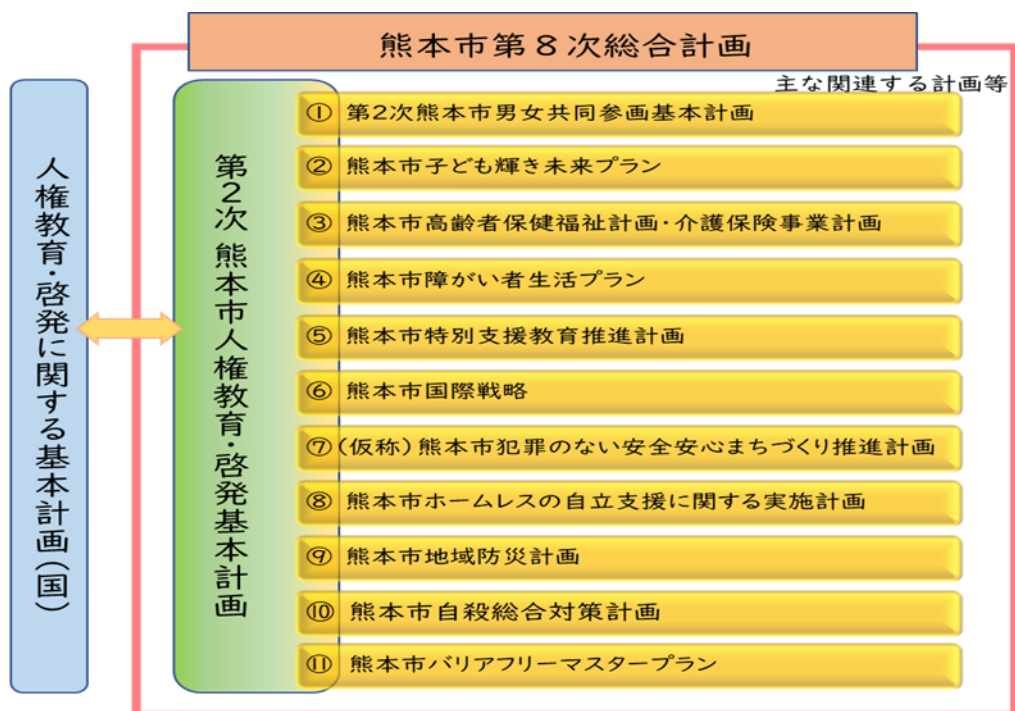 熊本市第8次総合計画
主な関連する計画等
人権教育・啓発に関する基本計画(国)
第2次 熊本市人権教育・啓発基本計画
① 第2次熊本市男女共同参画基本計画
② 熊本市子ども輝き未来プラン
③ 熊本市高齢者保健福祉計画・介護保険事業計画
④ 熊本市障がい者生活プラン
⑤ 熊本市特別支援教育推進計画
⑥ 熊本市国際戦略
⑦(仮称)熊本市犯罪のない安全安心まちづくり推進計画
⑧ 熊本市ホームレスの自立支援に関する実施計画
⑨ 熊本市地域防災計画
⑩ 熊本市自殺総合対策計画
⑪ 熊本市バリアフリーマスタープラン